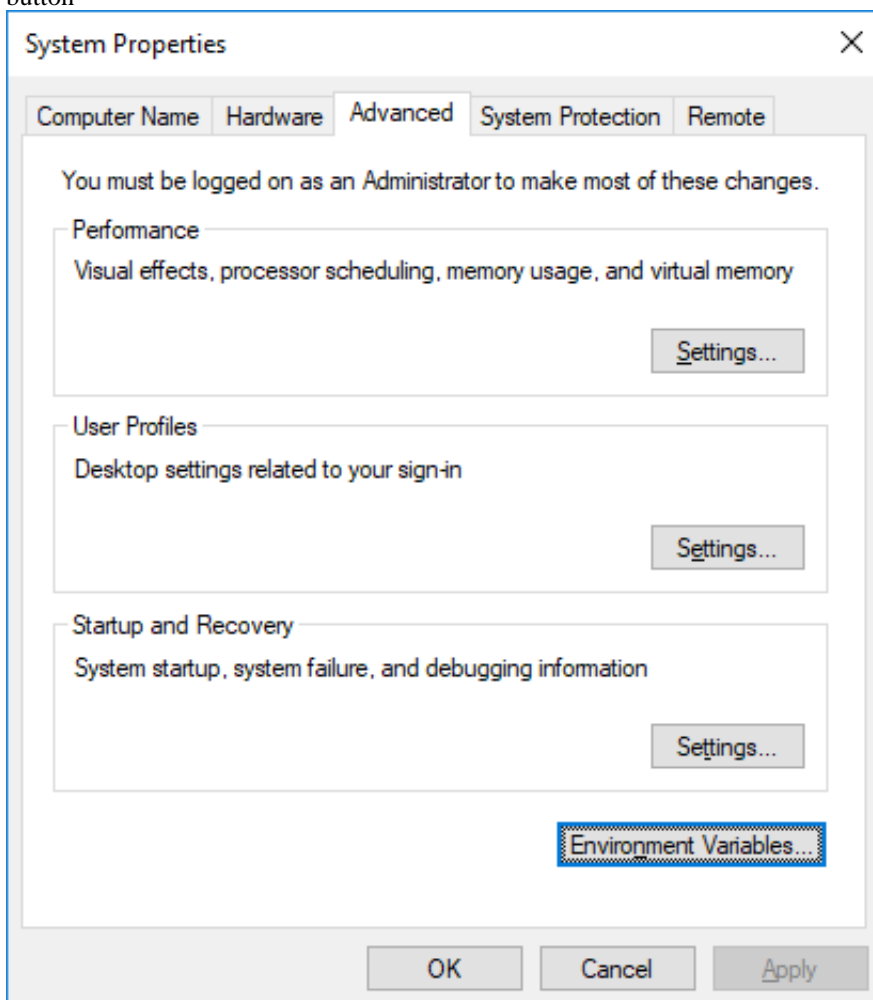 button
System Properties
Computer Name Hardware Advanced System Protection Remote
You must be logged on as an Administrator to make most of these changes.
Performance
Visual effects, processor scheduling, memory usage, and virtual memory
Settings...
User Profiles
Desktop settings related to your sign-in
Settings...
Startup and Recovery
System startup, system failure, and debugging information
Settings...
Environment Variables...
OK Cancel Apply